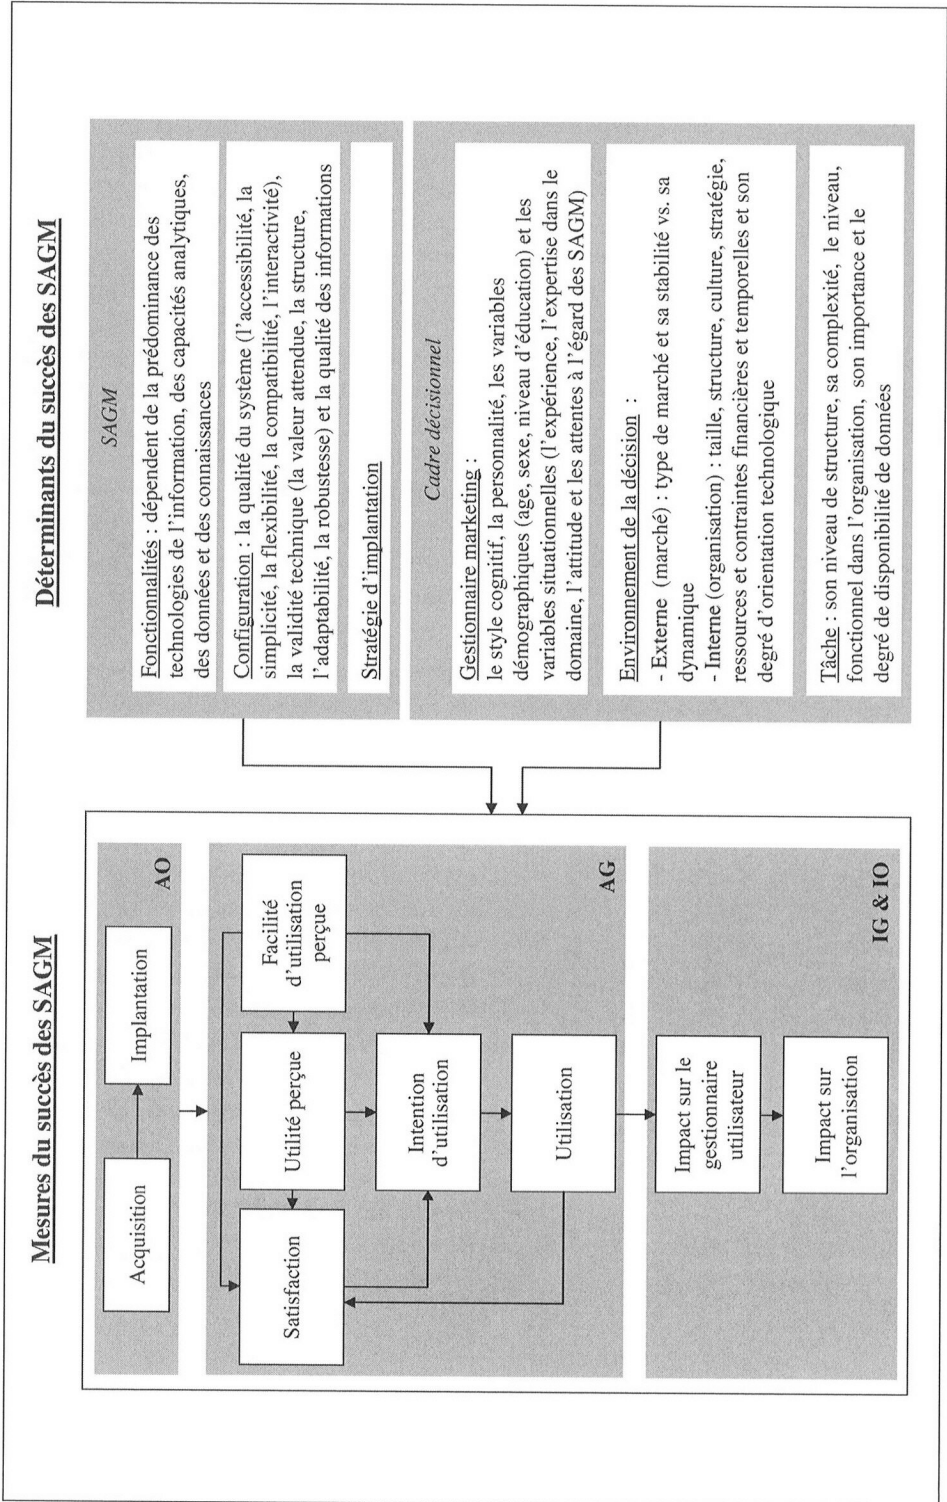 Mesures du succès des SAGM
Acquisition
Implantation
AO
Satisfaction
Utilité perçue
Facilité
d'utilisation
perçue
Intention
d'utilisation
Utilisation
AG
Impact sur le
gestionnaire
utilisateur
Impact sur
l'organisation
IG & IO
Déterminants du succès des SAGM
SAGM
Fonctionnalités : dépendent de la prédominance des
technologies de l'information, des capacités analytiques,
des données et des connaissances
Configuration : la qualité du système (l'accessibilité, la
simplicité, la flexibilité, la compatibilité, l'interactivité),
la validité technique (la valeur attendue, la structure,
l'adaptabilité, la robustesse) et la qualité des informations
Stratégie d'implantation
Cadre décisionnel
Gestionnaire marketing :
le style cognitif, la personnalité, les variables
démographiques (age, sexe, niveau d'éducation) et les
variables situationnelles (l'expérience, l'expertise dans le
domaine, l'attitude et les attentes à l'égard des SAGM)
Environnement de la décision :
- Externe (marché) : type de marché et sa stabilité vs. sa
dynamique
- Interne (organisation) : taille, structure, culture, stratégie,
ressources et contraintes financières et temporelles et son
degré d'orientation technologique
Tâche : son niveau de structure, sa complexité, le niveau,
fonctionnel dans l'organisation, son importance et le
degré de disponibilité de données